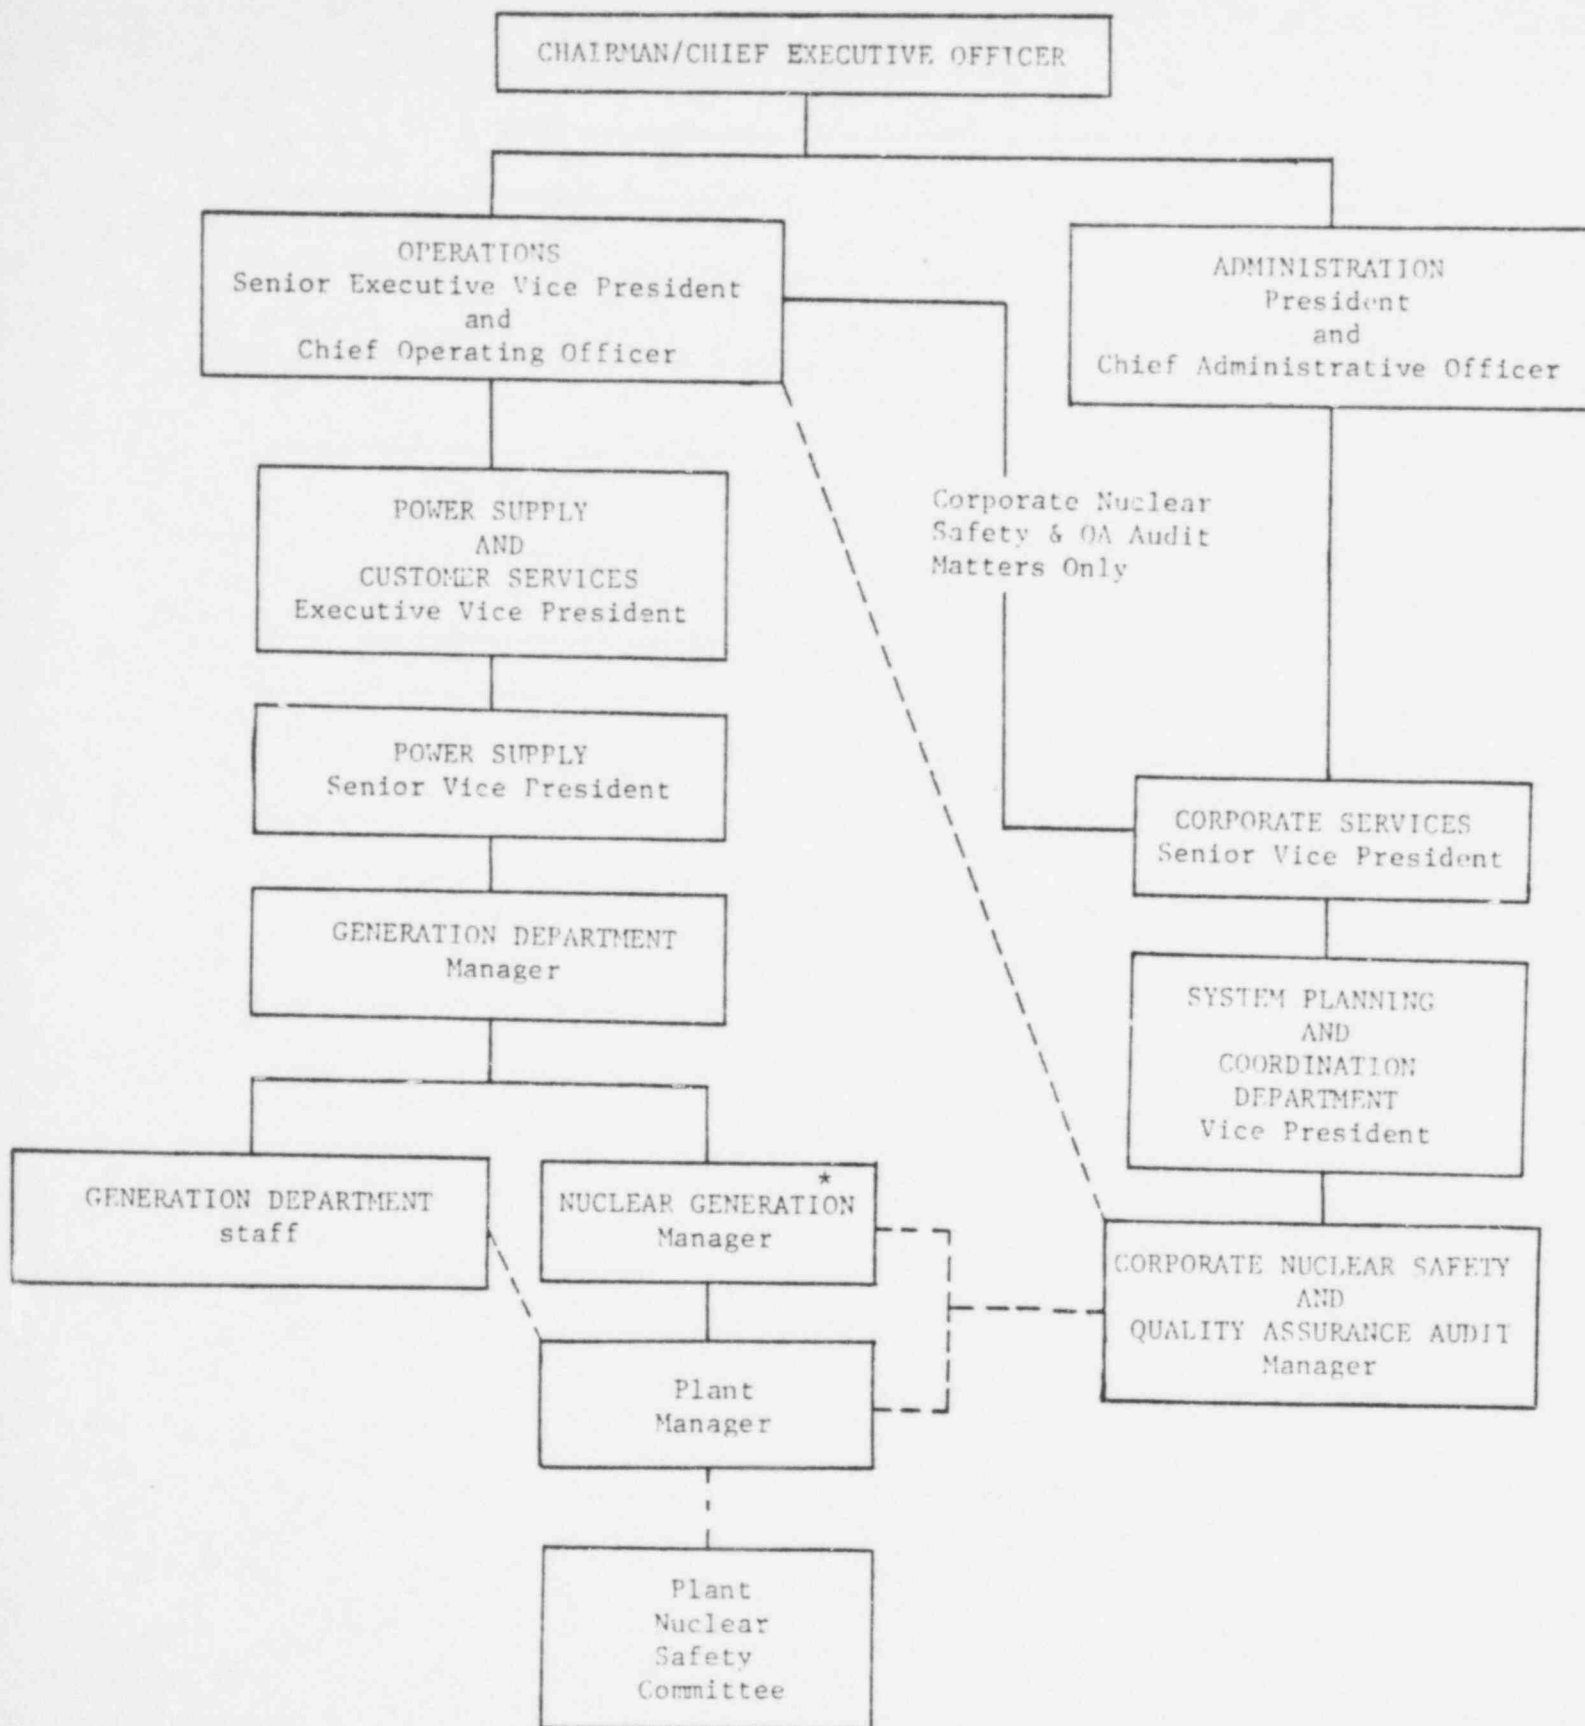 CHAIRMAN/CHIEF EXECUTIVE OFFICER
OPERATIONS
Senior Executive Vice President
and
Chief Operating Officer
ADMINISTRATION
President
and
Chief Administrative Officer
POWER SUPPLY
AND
CUSTOMER SERVICES
Executive Vice President
Corporate Nuclear
Safety & QA Audit
Matters Only
POWER SUPPLY
Senior Vice President
CORPORATE SERVICES
Senior Vice President
GENERATION DEPARTMENT
Manager
SYSTEM PLANNING
AND
COORDINATION
DEPARTMENT
Vice President
GENERATION DEPARTMENT
staff
*
NUCLEAR GENERATION
Manager
CORPORATE NUCLEAR SAFETY
AND
QUALITY ASSURANCE AUDIT
Manager
Plant
Manager
Plant
Nuclear
Safety
Committee